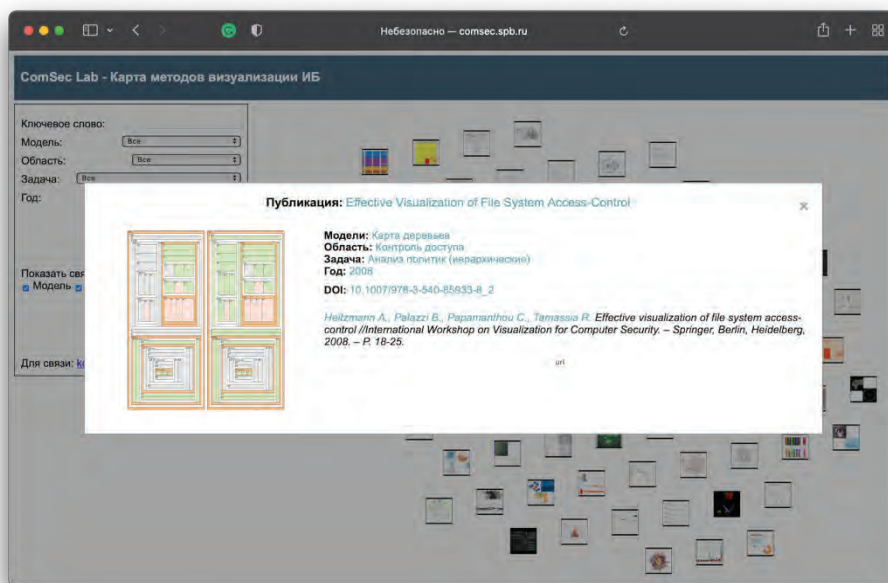 Небезопасно — comsec.spb.ru
ComSec Lab - Карта методов визуализации ИБ
Ключевое слово:
Модель: Все
Область: Все
Задача: Все
Год:
Публикация: Effective Visualization of File System Access-Control
×
Модели: Карта деревьев
Область: Контроль доступа
Задача: Анализ политик (иерархические)
Год: 2008
DOI: 10.1007/978-3-540-85933-8_2
Heitzmann A., Palazzi B., Papamanthou C., Tamassia R. Effective visualization of file system access-
control //International Workshop on Visualization for Computer Security. – Springer, Berlin, Heidelberg,
2008. – P. 18-25.
url
Показать свя
Модель
Для связи: